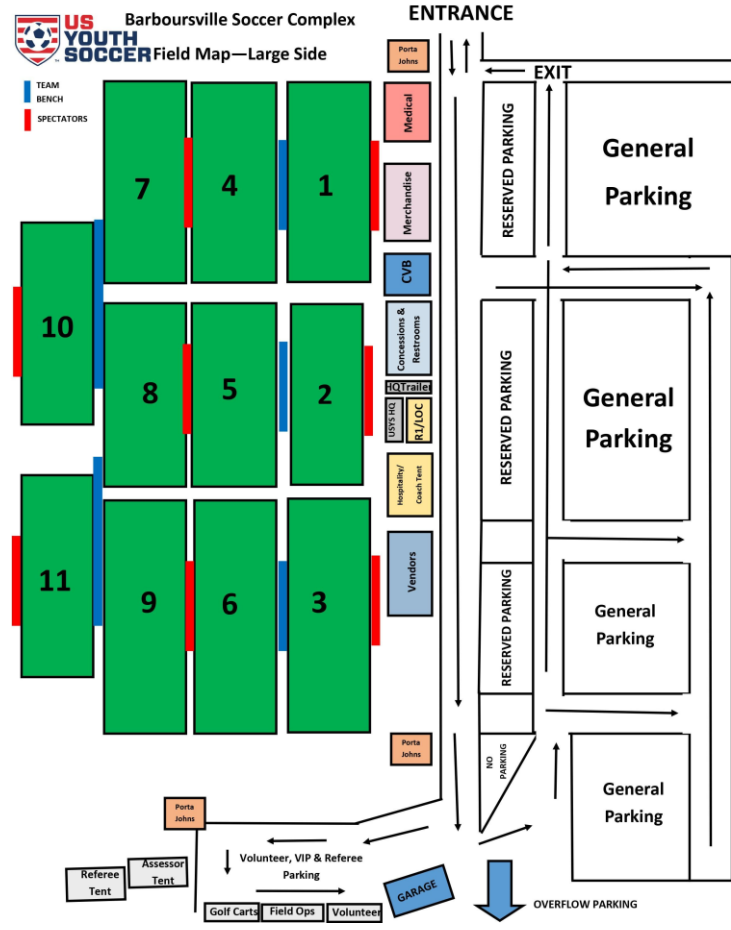 Barboursville Soccer Complex
Field Map—Large Side
US
YOUTH
SOCCER
TEAM
BENCH
SPECTATORS
ENTRANCE
EXIT
Porta
Johns
Medical
Merchandise
CVB
Concessions &
Restrooms
HQTrailer
USYS HQ
R1/LOC
Hospitality/
Coach Tent
Vendors
Porta
Johns
7
4
1
10
8
5
2
11
9
6
3
RESERVED PARKING
General
Parking
RESERVED PARKING
General
Parking
RESERVED PARKING
General
Parking
NO
PARKING
General
Parking
Porta
Johns
Volunteer, VIP & Referee
Parking
Referee
Tent
Assessor
Tent
Golf Carts
Field Ops
Volunteer
GARAGE
OVERFLOW PARKING